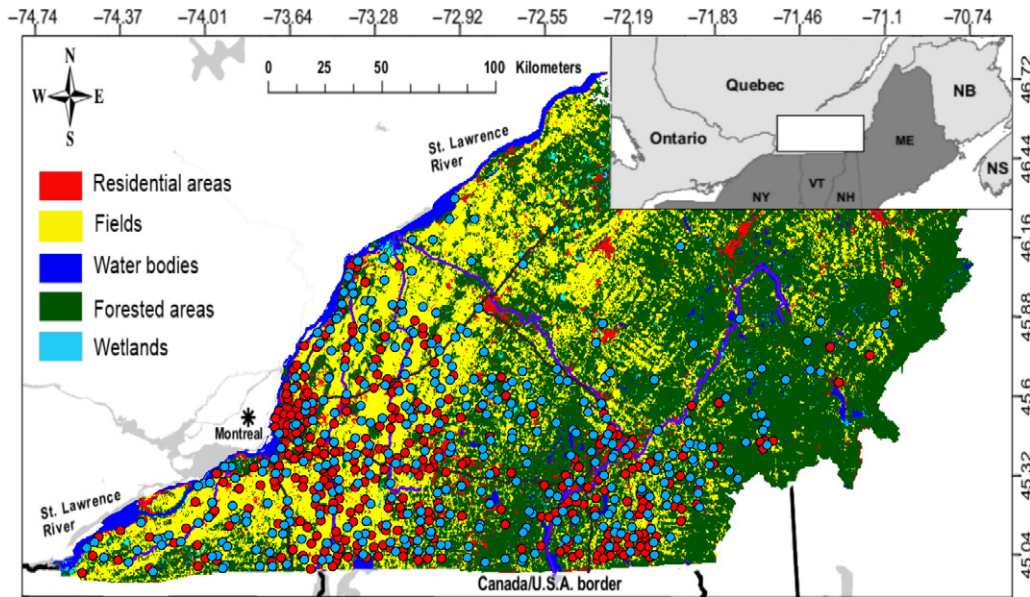 −74.74 −74.37 −74.01 −73.64 −73.28 −72.92 −72.55 −72.19 −71.83 −71.46 −71.1 −70.74
N
W E
S
0 25 50 100 Kilometers
St. Lawrence
River
Quebec
Ontario
NB
ME
NS
VT
NY
NH
46.72
46.44
46.16
45.88
45.6
45.32
45.04
Residential areas
Fields
Water bodies
Forested areas
Wetlands
Montreal
St. Lawrence
River
Canada/U.S.A. border